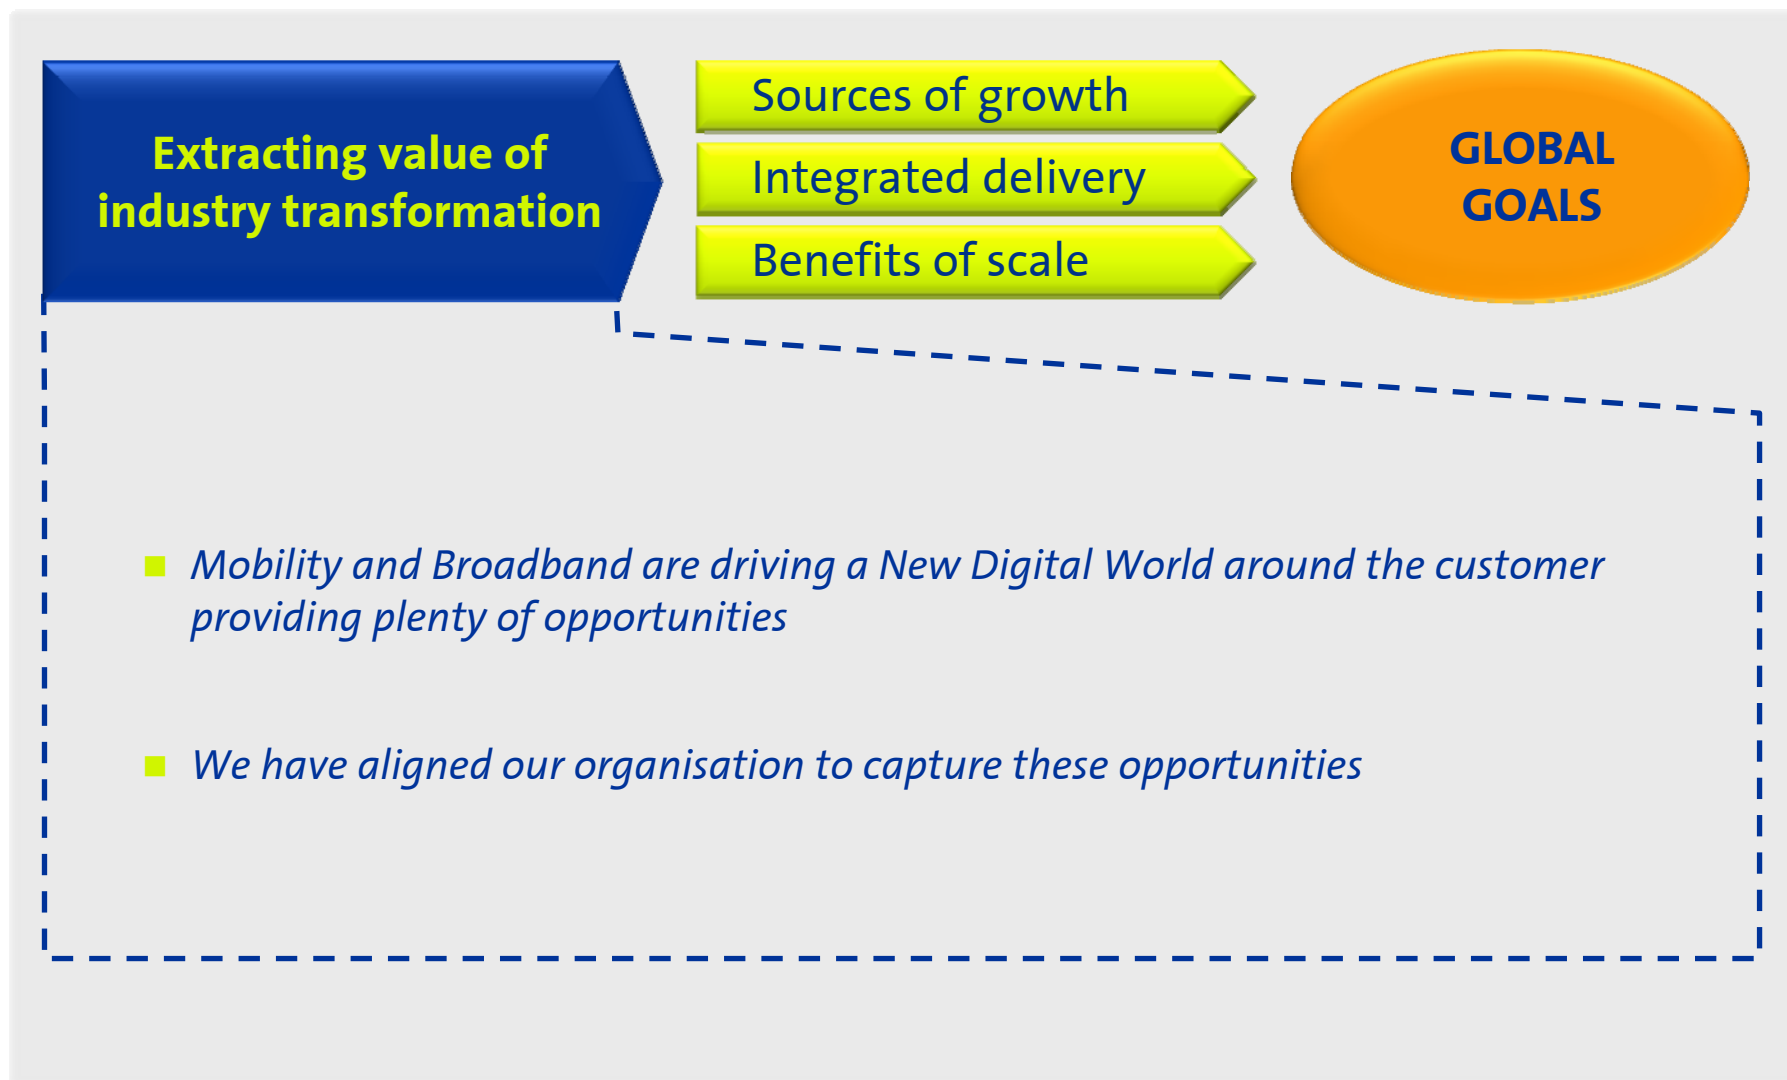 Extracting value of
industry transformation
Sources of growth
Integrated delivery
Benefits of scale
GLOBAL
GOALS
Mobility and Broadband are driving a New Digital World around the customer
providing plenty of opportunities
We have aligned our organisation to capture these opportunities